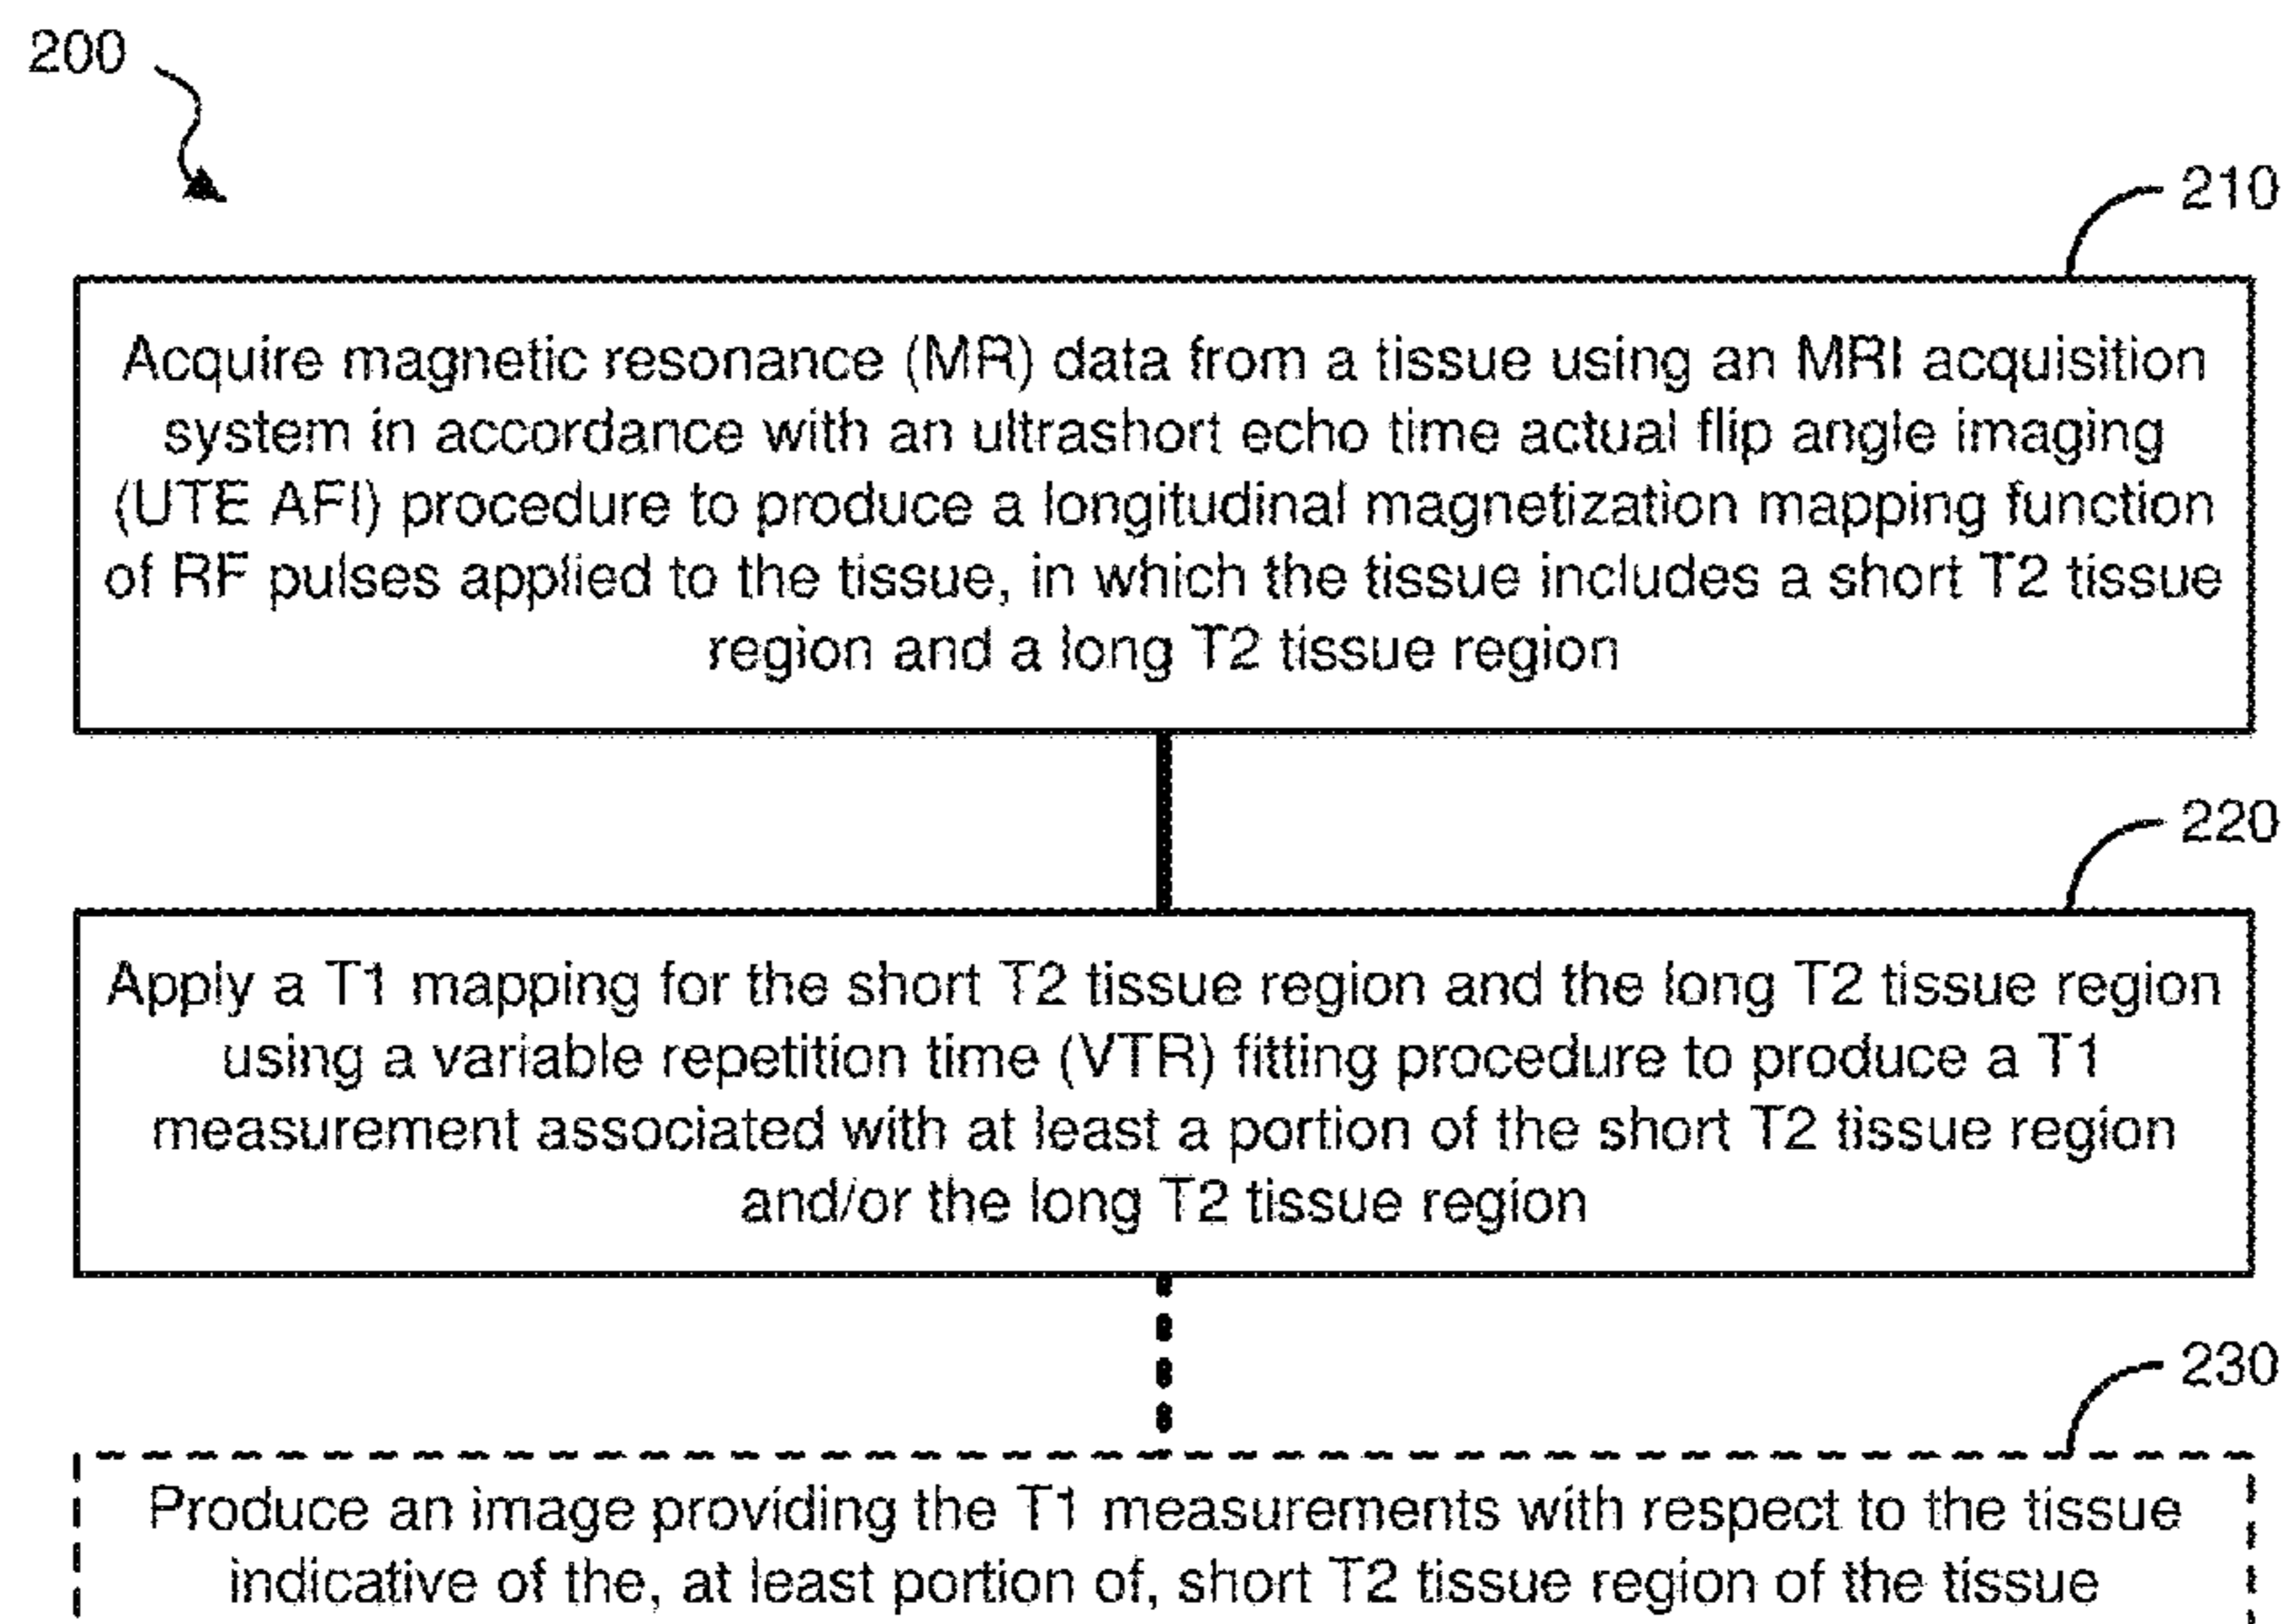 200
210
Acquire magnetic resonance (MR) data from a tissue using an MRI acquisition
system in accordance with an ultrashort echo time actual flip angle imaging
(UTE AFI) procedure to produce a longitudinal magnetization mapping function
of RF pulses applied to the tissue, in which the tissue includes a short T2 tissue
region and a long T2 tissue region
220
Apply a T1 mapping for the short T2 tissue region and the long T2 tissue region
using a variable repetition time (VTR) fitting procedure to produce a T1
measurement associated with at least a portion of the short T2 tissue region
and/or the long T2 tissue region
230
Produce an image providing the T1 measurements with respect to the tissue
indicative of the, at least portion of, short T2 tissue region of the tissue